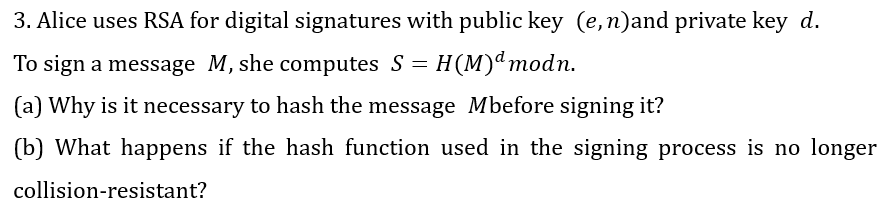 3. Alice uses RSA for digital signatures with public key (e,n)and private key d.
To sign a message M, she computes S = H(M)^d modn.
(a) Why is it necessary to hash the message Mbefore signing it?
(b) What happens if the hash function used in the signing process is no longer
collision-resistant?